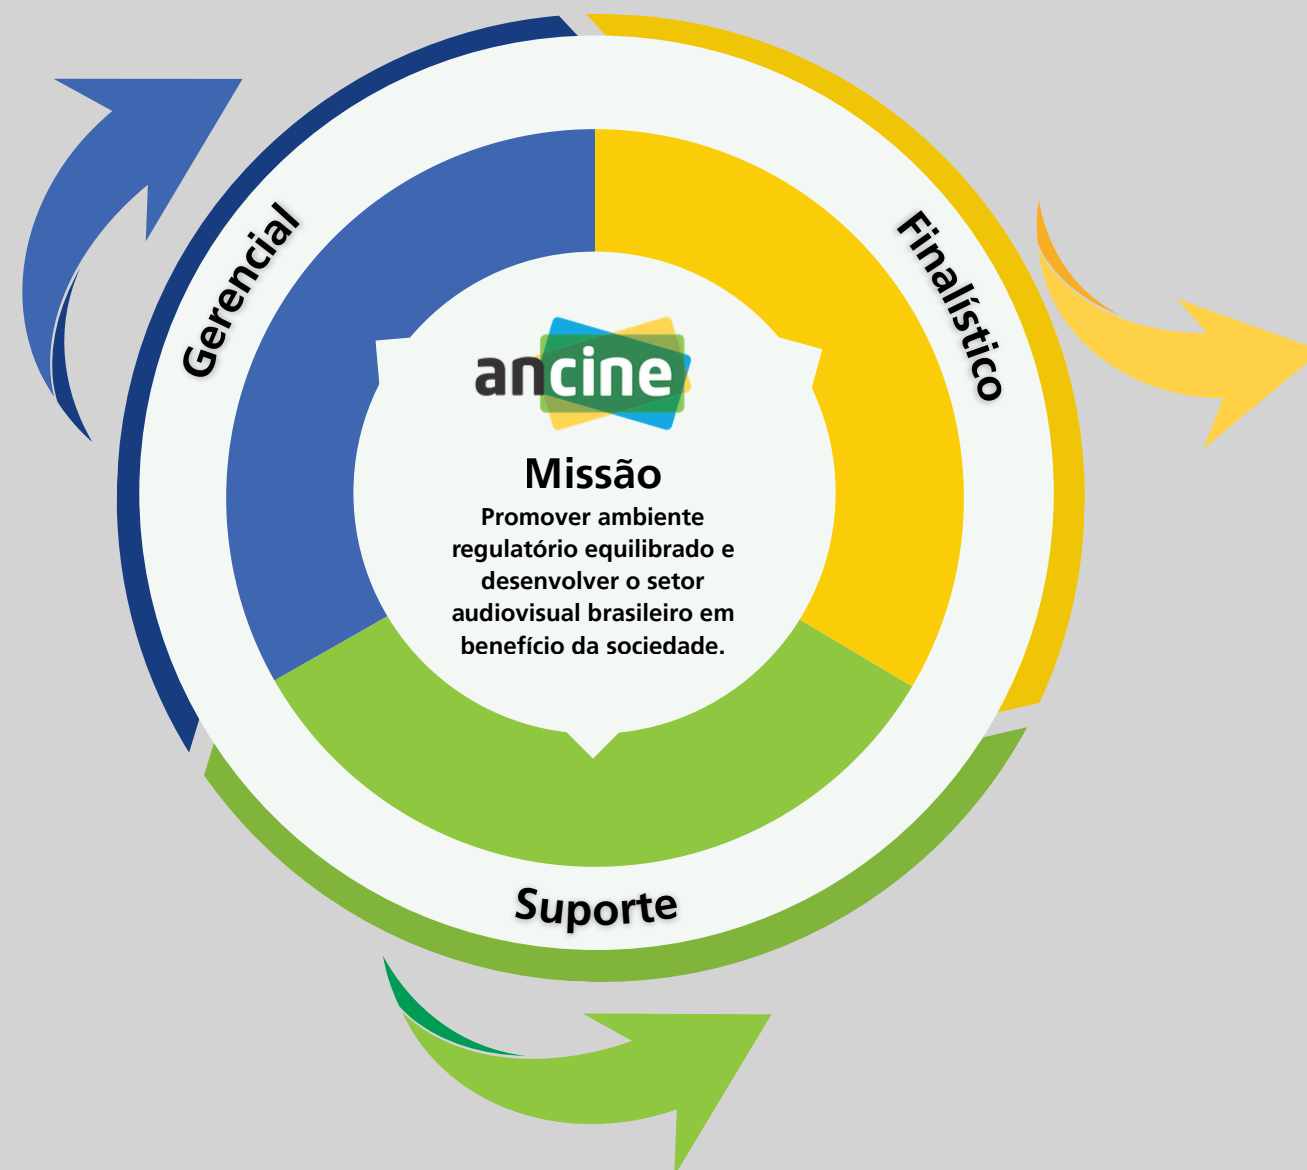 Gerencial
Finalístico
ancine
Missão
Promover ambiente
regulatório equilibrado e
desenvolver o setor
audiovisual brasileiro em
benefício da sociedade.
Suporte